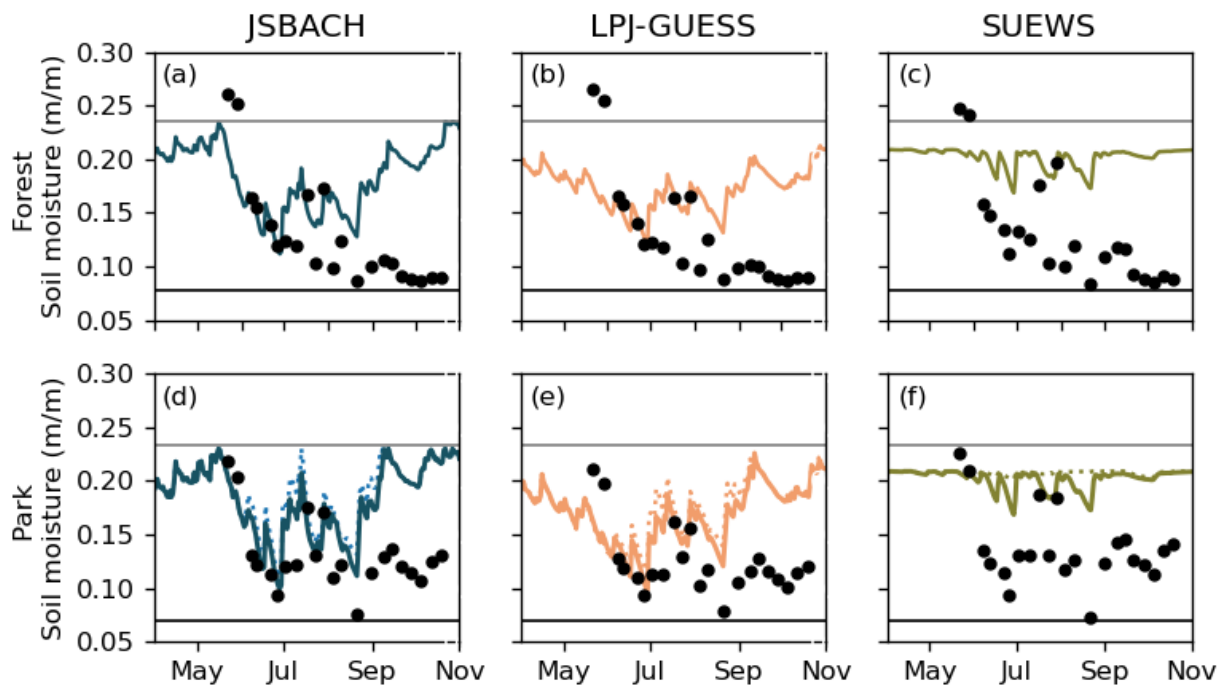 JSBACH LPJ-GUESS SUEWS
Forest
Soil moisture (m/m)
0.30
0.25
0.20
0.15
0.10
0.05
(a) (b) (c)
Park
Soil moisture (m/m)
0.30
0.25
0.20
0.15
0.10
0.05
(d) (e) (f)
May Jul Sep Nov May Jul Sep Nov May Jul Sep Nov